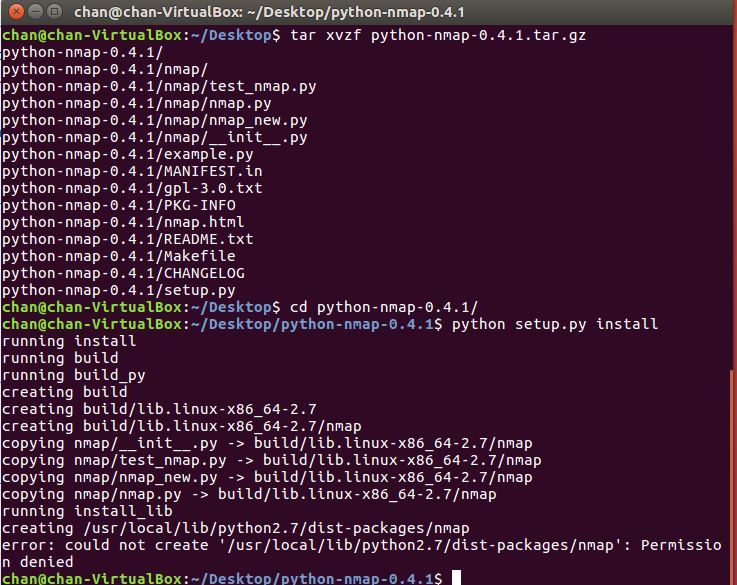 chan@chan-VirtualBox: ~/Desktop/python-nmap-0.4.1
chan@chan-VirtualBox:~/Desktop$ tar xvzf python-nmap-0.4.1.tar.gz
python-nmap-0.4.1/
python-nmap-0.4.1/nmap/
python-nmap-0.4.1/nmap/test_nmap.py
python-nmap-0.4.1/nmap/nmap.py
python-nmap-0.4.1/nmap/nmap_new.py
python-nmap-0.4.1/nmap/__init__.py
python-nmap-0.4.1/example.py
python-nmap-0.4.1/MANIFEST.in
python-nmap-0.4.1/gpl-3.0.txt
python-nmap-0.4.1/PKG-INFO
python-nmap-0.4.1/nmap.html
python-nmap-0.4.1/README.txt
python-nmap-0.4.1/Makefile
python-nmap-0.4.1/CHANGELOG
python-nmap-0.4.1/setup.py
chan@chan-VirtualBox:~/Desktop$ cd python-nmap-0.4.1/
chan@chan-VirtualBox:~/Desktop/python-nmap-0.4.1$ python setup.py install
running install
running build
running build_py
creating build
creating build/lib.linux-x86_64-2.7
creating build/lib.linux-x86_64-2.7/nmap
copying nmap/__init__.py -> build/lib.linux-x86_64-2.7/nmap
copying nmap/test_nmap.py -> build/lib.linux-x86_64-2.7/nmap
copying nmap/nmap_new.py -> build/lib.linux-x86_64-2.7/nmap
copying nmap/nmap.py -> build/lib.linux-x86_64-2.7/nmap
running install_lib
creating /usr/local/lib/python2.7/dist-packages/nmap
error: could not create '/usr/local/lib/python2.7/dist-packages/nmap': Permissio
n denied
chan@chan-VirtualBox:~/Desktop/python-nmap-0.4.1$